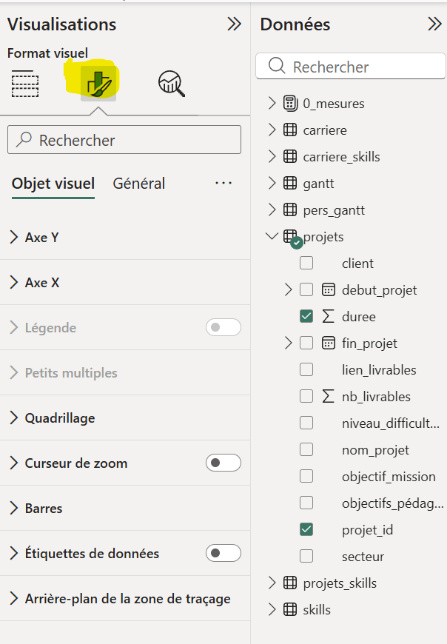 Visualisations
Format visuel
Rechercher
Objet visuel Général ...
Axe Y
Axe X
Légende
Petits multiples
Quadrillage
Curseur de zoom
Barres
Étiquettes de données
Arrière-plan de la zone de traçage
Données
Rechercher
0_mesures
carriere
carriere_skills
gantt
pers_gantt
projets
client
debut_projet
duree
fin_projet
lien_livrables
nb_livrables
niveau_difficult...
nom_projet
objectif_mission
objectifs_pédag...
projet_id
secteur
projets_skills
skills